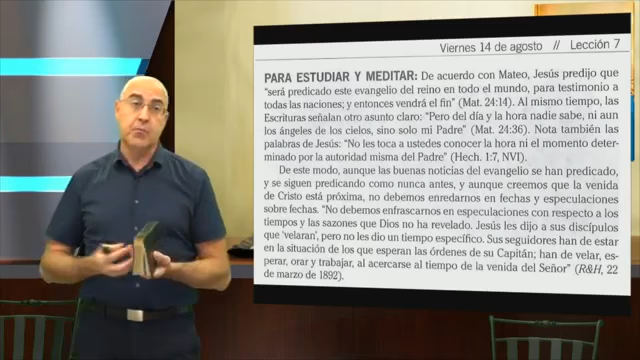 Viernes 14 de agosto // Lección 7
PARA ESTUDIAR Y MEDITAR: De acuerdo con Mateo, Jesús predijo que
"será predicado este evangelio del reino en todo el mundo, para testimonio a
todas las naciones; y entonces vendrá el fin" (Mat. 24:14). Al mismo tiempo, las
Escrituras señalan otro asunto claro: "Pero del día y la hora nadie sabe, ni aun
los ángeles de los cielos, sino solo mi Padre" (Mat. 24:36). Nota también las
palabras de Jesús: "No les toca a ustedes conocer la hora ni el momento deter-
minado por la autoridad misma del Padre" (Hech. 1:7, NVI).
De este modo, aunque las buenas noticias del evangelio se han predicado,
y se siguen predicando como nunca antes, y aunque creemos que la venida
de Cristo está próxima, no debemos enredarnos en fechas y especulaciones
sobre fechas. "No debemos enfrascarnos en especulaciones con respecto a los
tiempos y las sazones que Dios no ha revelado. Jesús les dijo a sus discípulos
que 'velaran', pero no les dio un tiempo específico. Sus seguidores han de estar
en la situación de los que esperan las órdenes de su Capitán; han de velar, es-
perar, orar y trabajar, al acercarse al tiempo de la venida del Señor" (R&H, 22
de marzo de 1892).